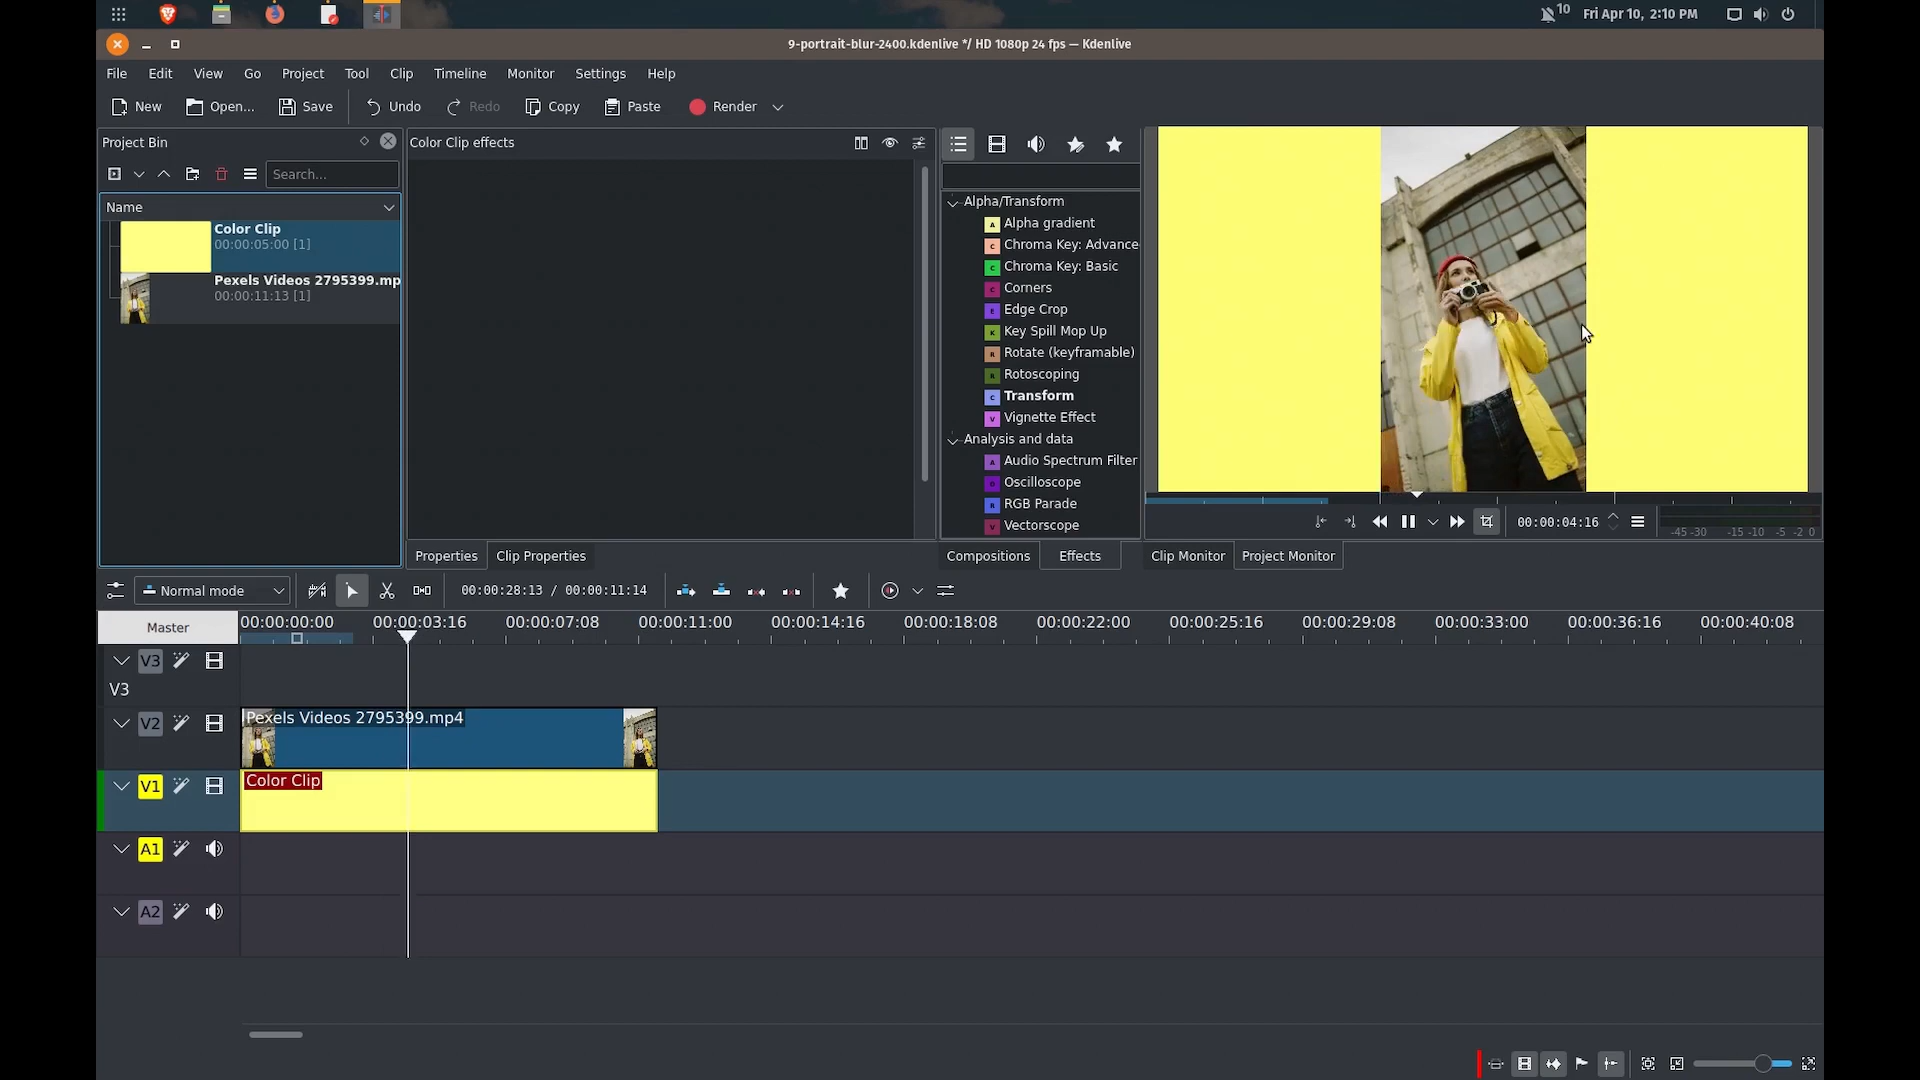 10 Fri Apr 10, 2:10 PM
9-portrait-blur-2400.kdenlive */ HD 1080p 24 fps — Kdenlive
File Edit View Go Project Tool Clip Timeline Monitor Settings Help
New Open... Save Undo Redo Copy Paste Render
Project Bin
Search...
Name
Color Clip
00:00:05:00 [1]
Pexels Videos 2795399.mp
00:00:11:13 [1]
Color Clip effects
Properties Clip Properties
Alpha/Transform
Alpha gradient
Chroma Key: Advance
Chroma Key: Basic
Corners
Edge Crop
Key Spill Mop Up
Rotate (keyframable)
Rotoscoping
Transform
Vignette Effect
Analysis and data
Audio Spectrum Filter
Oscilloscope
RGB Parade
Vectorscope
Compositions Effects
00:00:04:16
-45 -30 -15 -10 -5 -2 0
Clip Monitor Project Monitor
Normal mode 00:00:28:13 / 00:00:11:14
Master 00:00:00:00 00:00:03:16 00:00:07:08 00:00:11:00 00:00:14:16 00:00:18:08 00:00:22:00 00:00:25:16 00:00:29:08 00:00:33:00 00:00:36:16 00:00:40:08
V3
V3
V2 Pexels Videos 2795399.mp4
V1 Color Clip
A1
A2